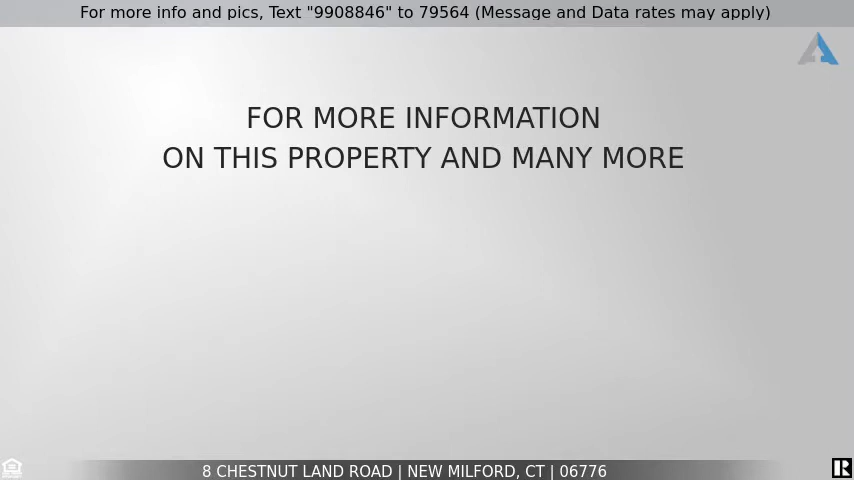 For more info and pics, Text "9908846" to 79564 (Message and Data rates may apply)
FOR MORE INFORMATION
ON THIS PROPERTY AND MANY MORE
8 CHESTNUT LAND ROAD | NEW MILFORD, CT | 06776